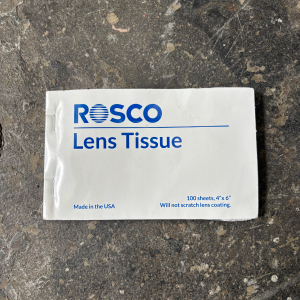 ROSCO
Lens Tissue
100 sheets, 4"x 6"
Made in the USA
Will not scratch lens coating.